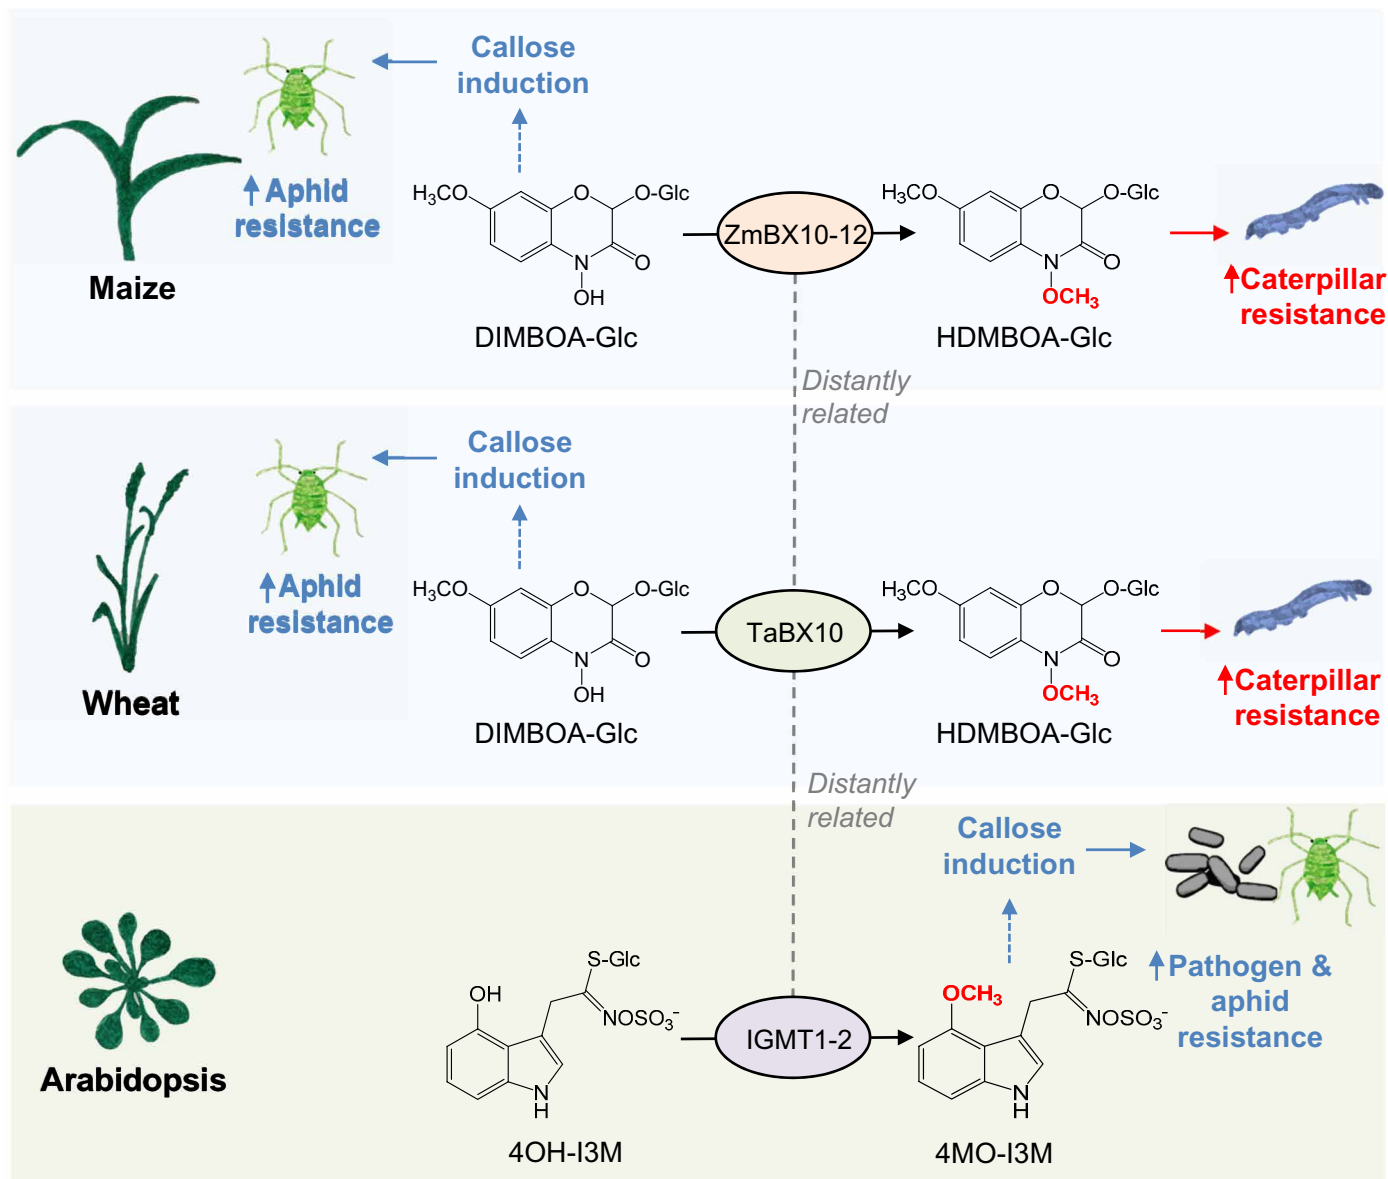 Callose
induction
↑Aphid
resistance
Maize
H₃CO
O
O-Glc
N
O
OH
DIMBOA-Glc
ZmBX10-12
H₃CO
O
O-Glc
N
O
OCH₃
HDMBOA-Glc
↑Caterpillar
resistance
Distantly
related
Callose
induction
↑Aphid
resistance
Wheat
H₃CO
O
O-Glc
N
O
OH
DIMBOA-Glc
TaBX10
H₃CO
O
O-Glc
N
O
OCH₃
HDMBOA-Glc
↑Caterpillar
resistance
Distantly
related
Callose
induction
↑Pathogen &
aphid
resistance
Arabidopsis
S-Glc
OH
NOSO₃⁻
N
H
4OH-I3M
IGMT1-2
S-Glc
OCH₃
NOSO₃⁻
N
H
4MO-I3M